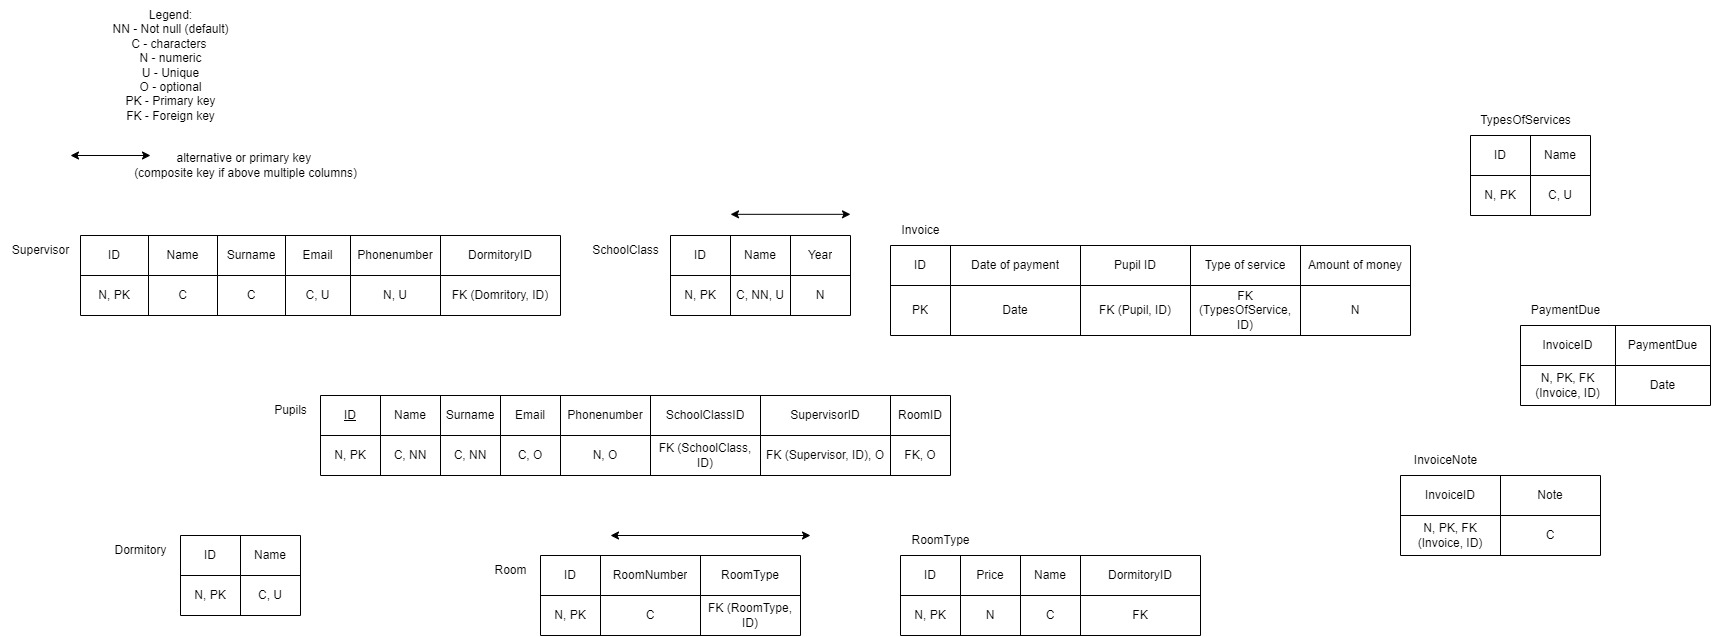 Legend:
NN - Not null (default)
C - characters
N - numeric
U - Unique
O - optional
PK - Primary key
FK - Foreign key
alternative or primary key
(composite key if above multiple columns)
TypesOfServices
ID
Name
N, PK
C, U
Supervisor
ID
Name
Surname
Email
Phonenumber
DormitoryID
N, PK
C
C
C, U
N, U
FK (Domritory, ID)
SchoolClass
ID
Name
Year
N, PK
C, NN, U
N
Invoice
ID
Date of payment
Pupil ID
Type of service
Amount of money
PK
Date
FK (Pupil, ID)
FK
(TypesOfService,
ID)
N
PaymentDue
InvoiceID
PaymentDue
N, PK, FK
(Invoice, ID)
Date
Pupils
ID
Name
Surname
Email
Phonenumber
SchoolClassID
SupervisorID
RoomID
N, PK
C, NN
C, NN
C, O
N, O
FK (SchoolClass,
ID)
FK (Supervisor, ID), O
FK, O
InvoiceNote
InvoiceID
Note
N, PK, FK
(Invoice, ID)
C
Dormitory
ID
Name
N, PK
C, U
Room
ID
RoomNumber
RoomType
N, PK
C
FK (RoomType,
ID)
RoomType
ID
Price
Name
DormitoryID
N, PK
N
C
FK